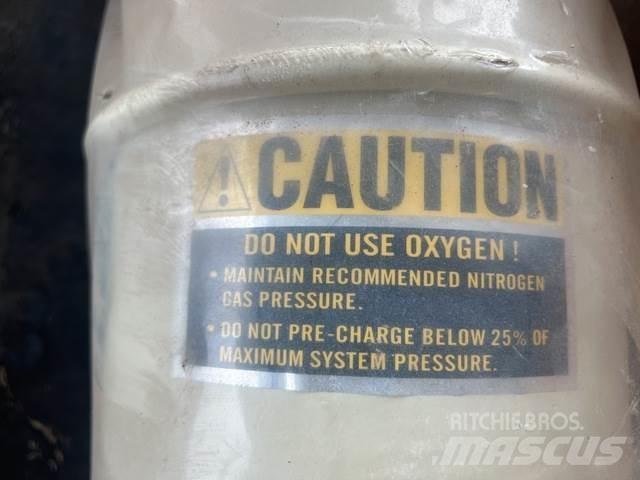 CAUTION
DO NOT USE OXYGEN !
• MAINTAIN RECOMMENDED NITROGEN
GAS PRESSURE.
• DO NOT PRE-CHARGE BELOW 25% OF
MAXIMUM SYSTEM PRESSURE.
RITCHIE BROS.
MASCUS